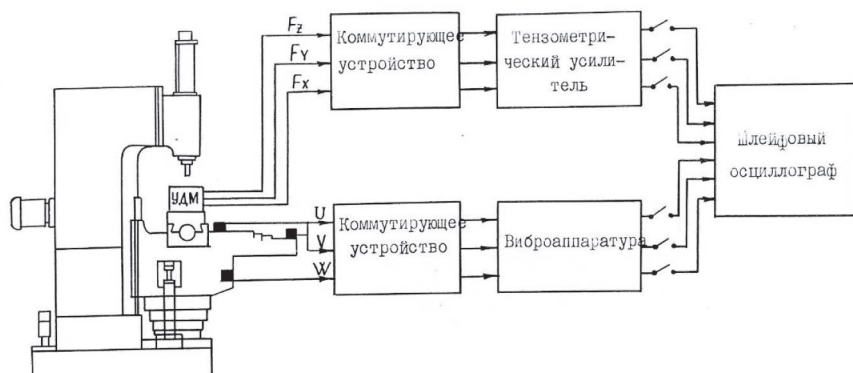 Fz
Fy
Fx
Коммутирующее
устройство
Тензометри-
ческий усили-
тель
Шлейфовый
осциллограф
УДМ
U
V
W
Коммутирующее
устройство
Виброаппаратура